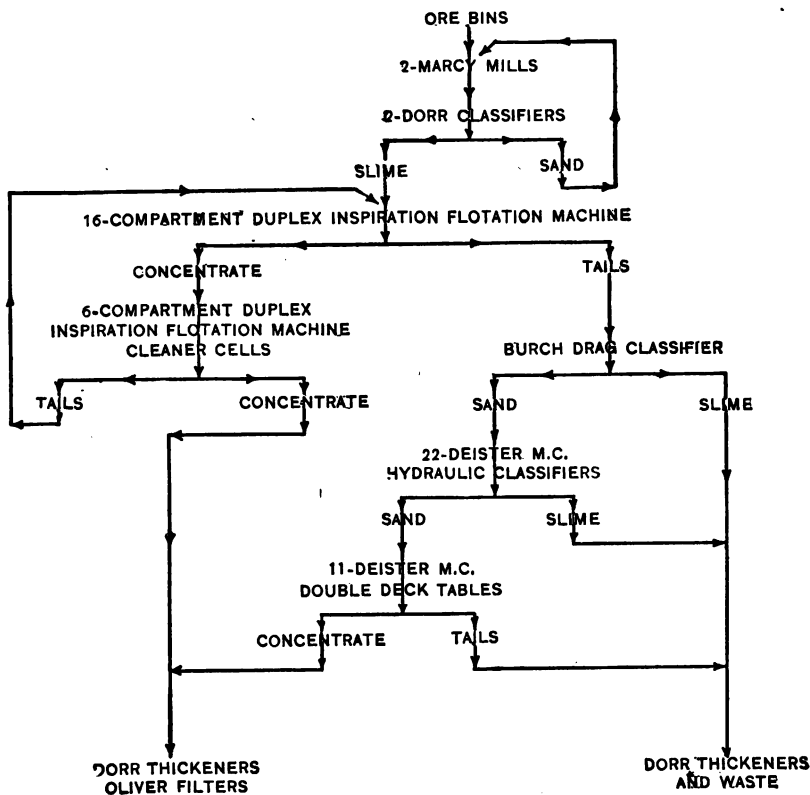 ORE BINS
2-MARCY MILLS
2-DORR CLASSIFIERS
SLIME
SAND
16-COMPARTMENT DUPLEX INSPIRATION FLOTATION MACHINE
CONCENTRATE
TAILS
6-COMPARTMENT DUPLEX
INSPIRATION FLOTATION MACHINE
CLEANER CELLS
BURCH DRAG CLASSIFIER
TAILS
CONCENTRATE
SAND
SLIME
22-DEISTER M.C.
HYDRAULIC CLASSIFIERS
SAND
SLIME
11-DEISTER M.C.
DOUBLE DECK TABLES
CONCENTRATE
TAILS
DORR THICKENERS
OLIVER FILTERS
DORR THICKENERS
AND WASTE